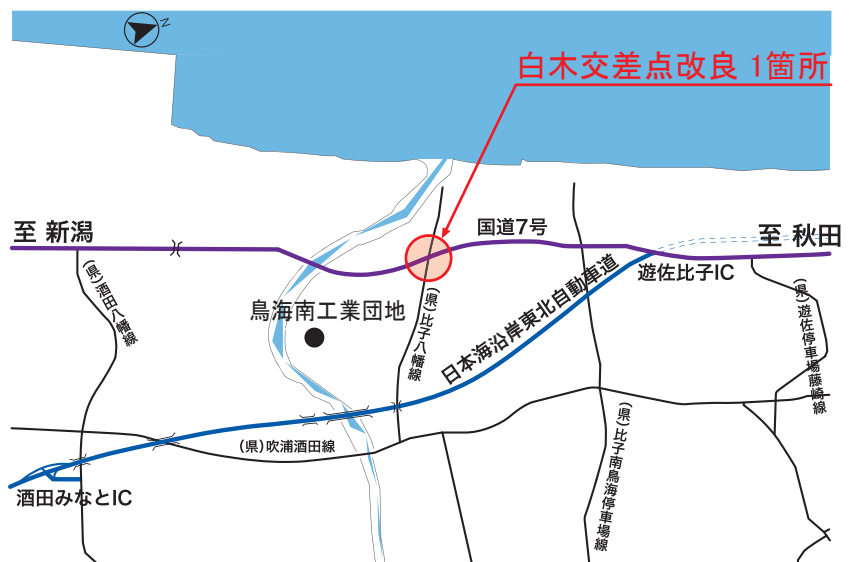 N
白木交差点改良 1箇所
至 新潟
国道7号
至 秋田
遊佐比子IC
(県)酒田八幡線
鳥海南工業団地
(県)比子八幡線
日本海沿岸東北自動車道
(県)遊佐停車場藤崎線
(県)吹浦酒田線
(県)比子南鳥海停車場線
酒田みなとIC